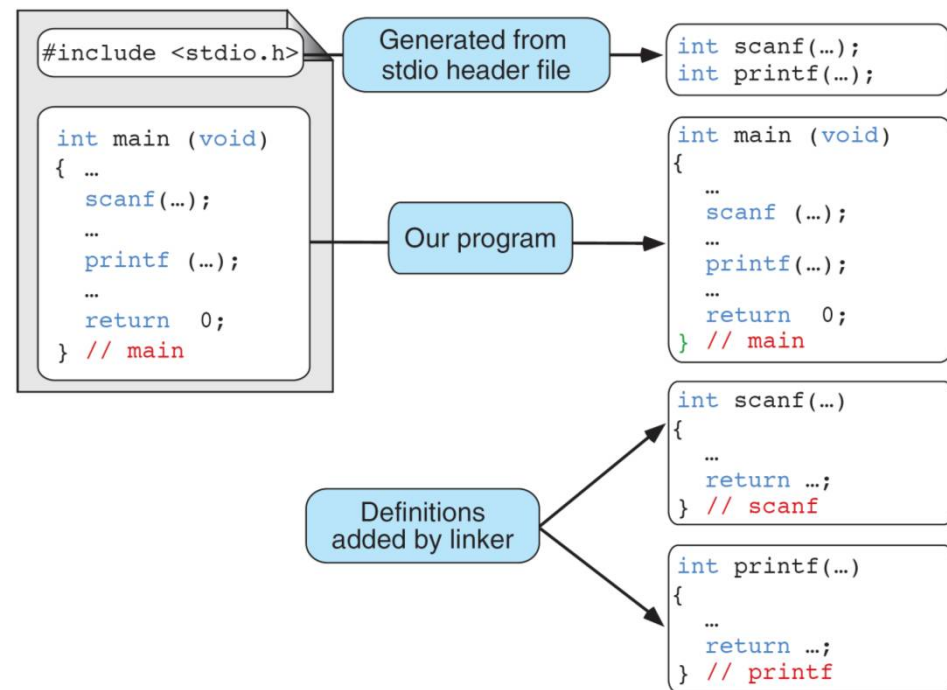 #include <stdio.h>
Generated from
stdio header file
int scanf(…);
int printf(…);
int main (void)
{ …
scanf(…);
…
printf (…);
…
return  0;
} // main
Our program
int main (void)
{
…
scanf (…);
…
printf(…);
…
return  0;
} // main
Definitions
added by linker
int scanf(…)
{
…
return …;
} // scanf
int printf(…)
{
…
return …;
} // printf